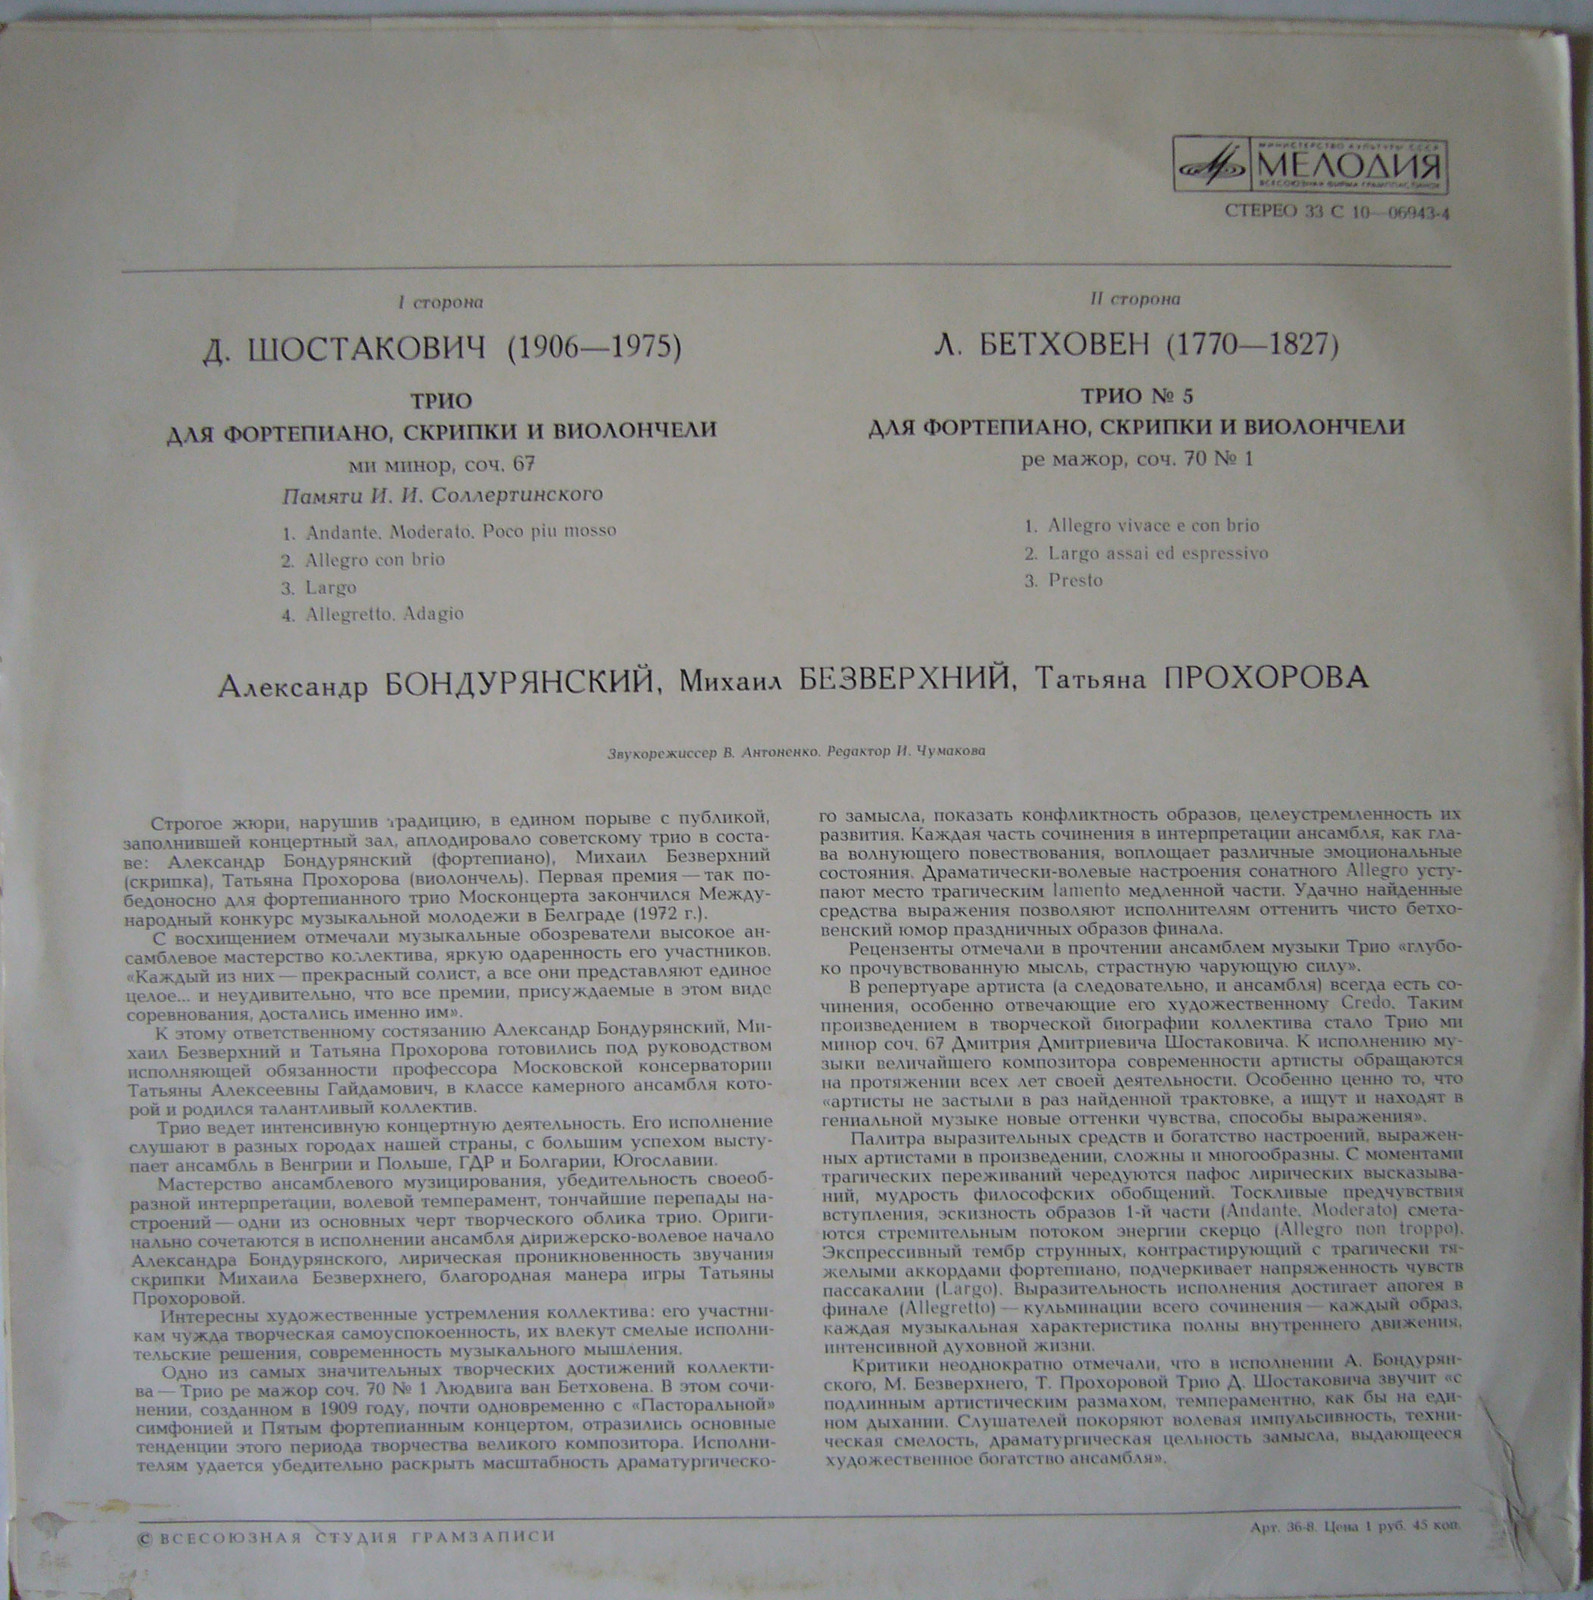 МИНИСТЕРСТВО КУЛЬТУРЫ СССР
МЕЛОДИЯ
ВСЕСОЮЗНАЯ ФИРМА ГРАМПЛАСТИНОК
СТЕРЕО 33 С 10—06943-4
I сторона
Д. ШОСТАКОВИЧ (1906—1975)
ТРИО
ДЛЯ ФОРТЕПИАНО, СКРИПКИ И ВИОЛОНЧЕЛИ
ми минор, соч. 67
Памяти И. И. Соллертинского
1. Andante. Moderato. Poco piu mosso
2. Allegro con brio
3. Largo
4. Allegretto. Adagio
II сторона
Л. БЕТХОВЕН (1770—1827)
ТРИО № 5
ДЛЯ ФОРТЕПИАНО, СКРИПКИ И ВИОЛОНЧЕЛИ
ре мажор, соч. 70 № 1
1. Allegro vivace e con brio
2. Largo assai ed espressivo
3. Presto
Александр БОНДУРЯНСКИЙ, Михаил БЕЗВЕРХНИЙ, Татьяна ПРОХОРОВА
Звукорежиссер В. Антоненко. Редактор И. Чумакова
Строгое жюри, нарушив традицию, в едином порыве с публикой,
заполнившей концертный зал, аплодировало советскому трио в соста-
ве: Александр Бондурянский (фортепиано), Михаил Безверхний
(скрипка), Татьяна Прохорова (виолончель). Первая премия — так по-
бедоносно для фортепианного трио Москонцерта закончился Между-
народный конкурс музыкальной молодежи в Белграде (1972 г.).
С восхищением отмечали музыкальные обозреватели высокое ан-
самблевое мастерство коллектива, яркую одаренность его участников.
«Каждый из них — прекрасный солист, а все они представляют единое
целое... и неудивительно, что все премии, присуждаемые в этом виде
соревнования, достались именно им».
К этому ответственному состязанию Александр Бондурянский, Ми-
хаил Безверхний и Татьяна Прохорова готовились под руководством
исполняющей обязанности профессора Московской консерватории
Татьяны Алексеевны Гайдамович, в классе камерного ансамбля кото-
рой и родился талантливый коллектив.
Трио ведет интенсивную концертную деятельность. Его исполнение
слушают в разных городах нашей страны, с большим успехом высту-
пает ансамбль в Венгрии и Польше, ГДР и Болгарии, Югославии.
Мастерство ансамблевого музицирования, убедительность своеоб-
разной интерпретации, волевой темперамент, тончайшие перепады на-
строений — одни из основных черт творческого облика трио. Ориги-
нально сочетаются в исполнении ансамбля дирижерско-волевое начало
Александра Бондурянского, лирическая проникновенность звучания
скрипки Михаила Безверхнего, благородная манера игры Татьяны
Прохоровой.
Интересны художественные устремления коллектива: его участни-
кам чужда творческая самоуспокоенность, их влекут смелые исполни-
тельские решения, современность музыкального мышления.
Одно из самых значительных творческих достижений коллекти-
ва — Трио ре мажор соч. 70 № 1 Людвига ван Бетховена. В этом сочи-
нении, созданном в 1909 году, почти одновременно с «Пасторальной»
симфонией и Пятым фортепианным концертом, отразились основные
тенденции этого периода творчества великого композитора. Исполни-
телям удается убедительно раскрыть масштабность драматургическо-
го замысла, показать конфликтность образов, целеустремленность их
развития. Каждая часть сочинения в интерпретации ансамбля, как гла-
ва волнующего повествования, воплощает различные эмоциональные
состояния. Драматически-волевые настроения сонатного Allegro усту-
пают место трагическим lamento медленной части. Удачно найденные
средства выражения позволяют исполнителям оттенить чисто бетхо-
венский юмор праздничных образов финала.
Рецензенты отмечали в прочтении ансамблем музыки Трио «глубо-
ко прочувствованную мысль, страстную чарующую силу».
В репертуаре артиста (а следовательно, и ансамбля) всегда есть со-
чинения, особенно отвечающие его художественному Credo. Таким
произведением в творческой биографии коллектива стало Трио ми
минор соч. 67 Дмитрия Дмитриевича Шостаковича. К исполнению му-
зыки величайшего композитора современности артисты обращаются
на протяжении всех лет своей деятельности. Особенно ценно то, что
«артисты не застыли в раз найденной трактовке, а ищут и находят в
гениальной музыке новые оттенки чувства, способы выражения».
Палитра выразительных средств и богатство настроений, выражен-
ных артистами в произведении, сложны и многообразны. С моментами
трагических переживаний чередуются пафос лирических высказыва-
ний, мудрость философских обобщений. Тоскливые предчувствия
вступления, эскизность образов 1-й части (Andante. Moderato) смета-
ются стремительным потоком энергии скерцо (Allegro non troppo).
Экспрессивный тембр струнных, контрастирующий с трагически тя-
желыми аккордами фортепиано, подчеркивает напряженность чувств
пассакалии (Largo). Выразительность исполнения достигает апогея в
финале (Allegretto) — кульминации всего сочинения — каждый образ,
каждая музыкальная характеристика полны внутреннего движения,
интенсивной духовной жизни.
Критики неоднократно отмечали, что в исполнении А. Бондурян-
ского, М. Безверхнего, Т. Прохоровой Трио Д. Шостаковича звучит «с
подлинным артистическим размахом, темпераментно, как бы на еди-
ном дыхании. Слушателей покоряют волевая импульсивность, техни-
ческая смелость, драматургическая цельность замысла, выдающееся
художественное богатство ансамбля».
© ВСЕСОЮЗНАЯ СТУДИЯ ГРАМЗАПИСИ
Арт. 36-8. Цена 1 руб. 45 коп.